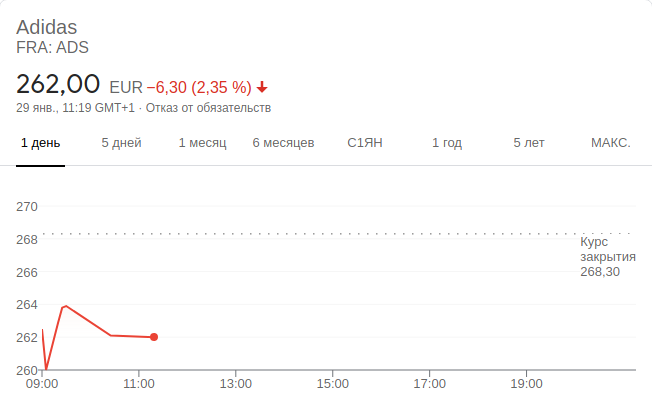 Adidas
FRA: ADS
262,00 EUR −6,30 (2,35 %)
29 янв., 11:19 GMT+1 · Отказ от обязательств
1 день 5 дней 1 месяц 6 месяцев С1ЯН 1 год 5 лет МАКС.
270
268
266
264
262
260
Курс
закрытия
268,30
09:00 11:00 13:00 15:00 17:00 19:00